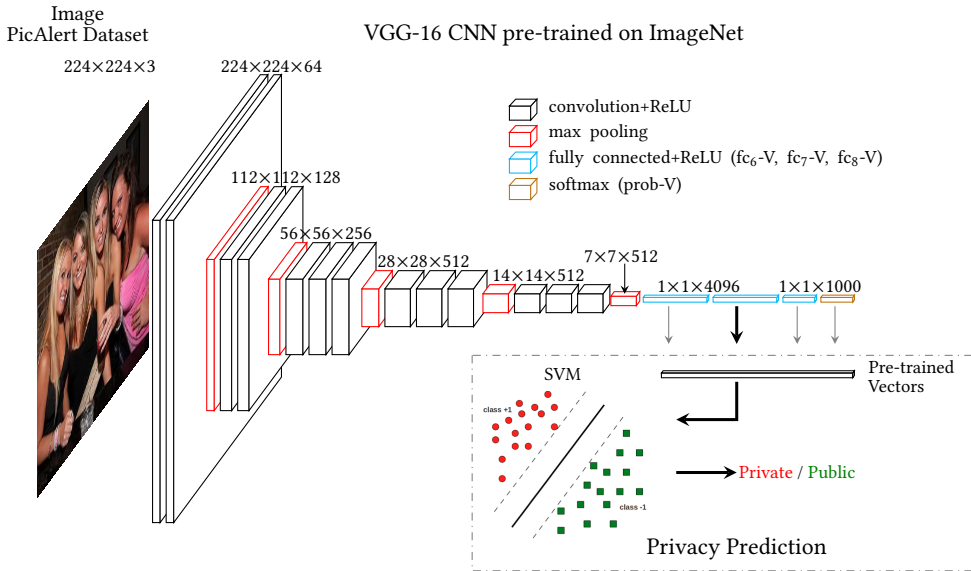 Image
PicAlert Dataset
VGG-16 CNN pre-trained on ImageNet
224×224×3
224×224×64
convolution+ReLU
max pooling
fully connected+ReLU (fc₆-V, fc₇-V, fc₈-V)
softmax (prob-V)
112×112×128
56×56×256
28×28×512
14×14×512
7×7×512
1×1×4096
1×1×1000
Pre-trained
Vectors
SVM
class +1
class -1
Private / Public
Privacy Prediction